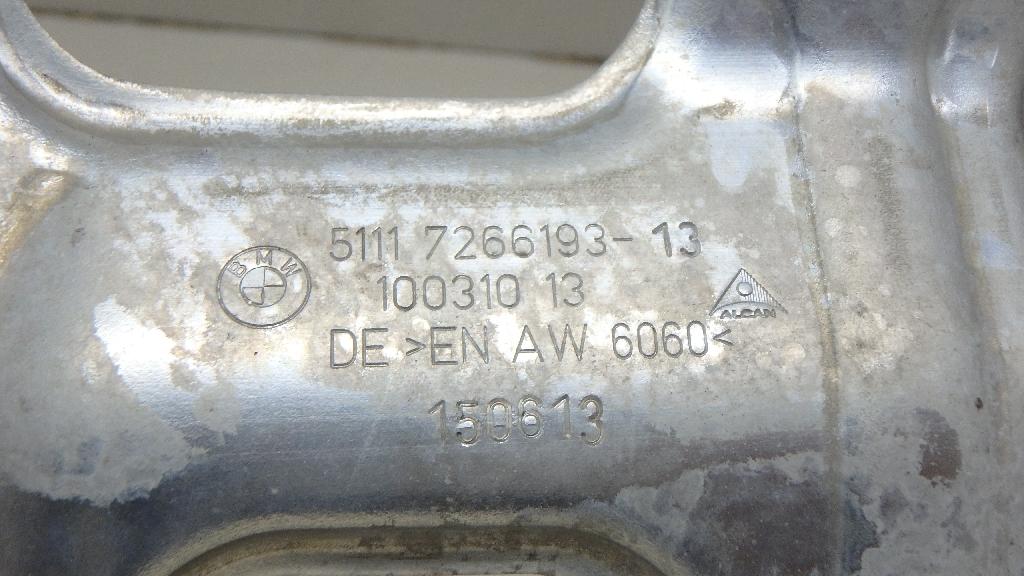 BMW
5111 7266193- 13
100310 13
ALCAN
DE >EN AW 6060<
150613